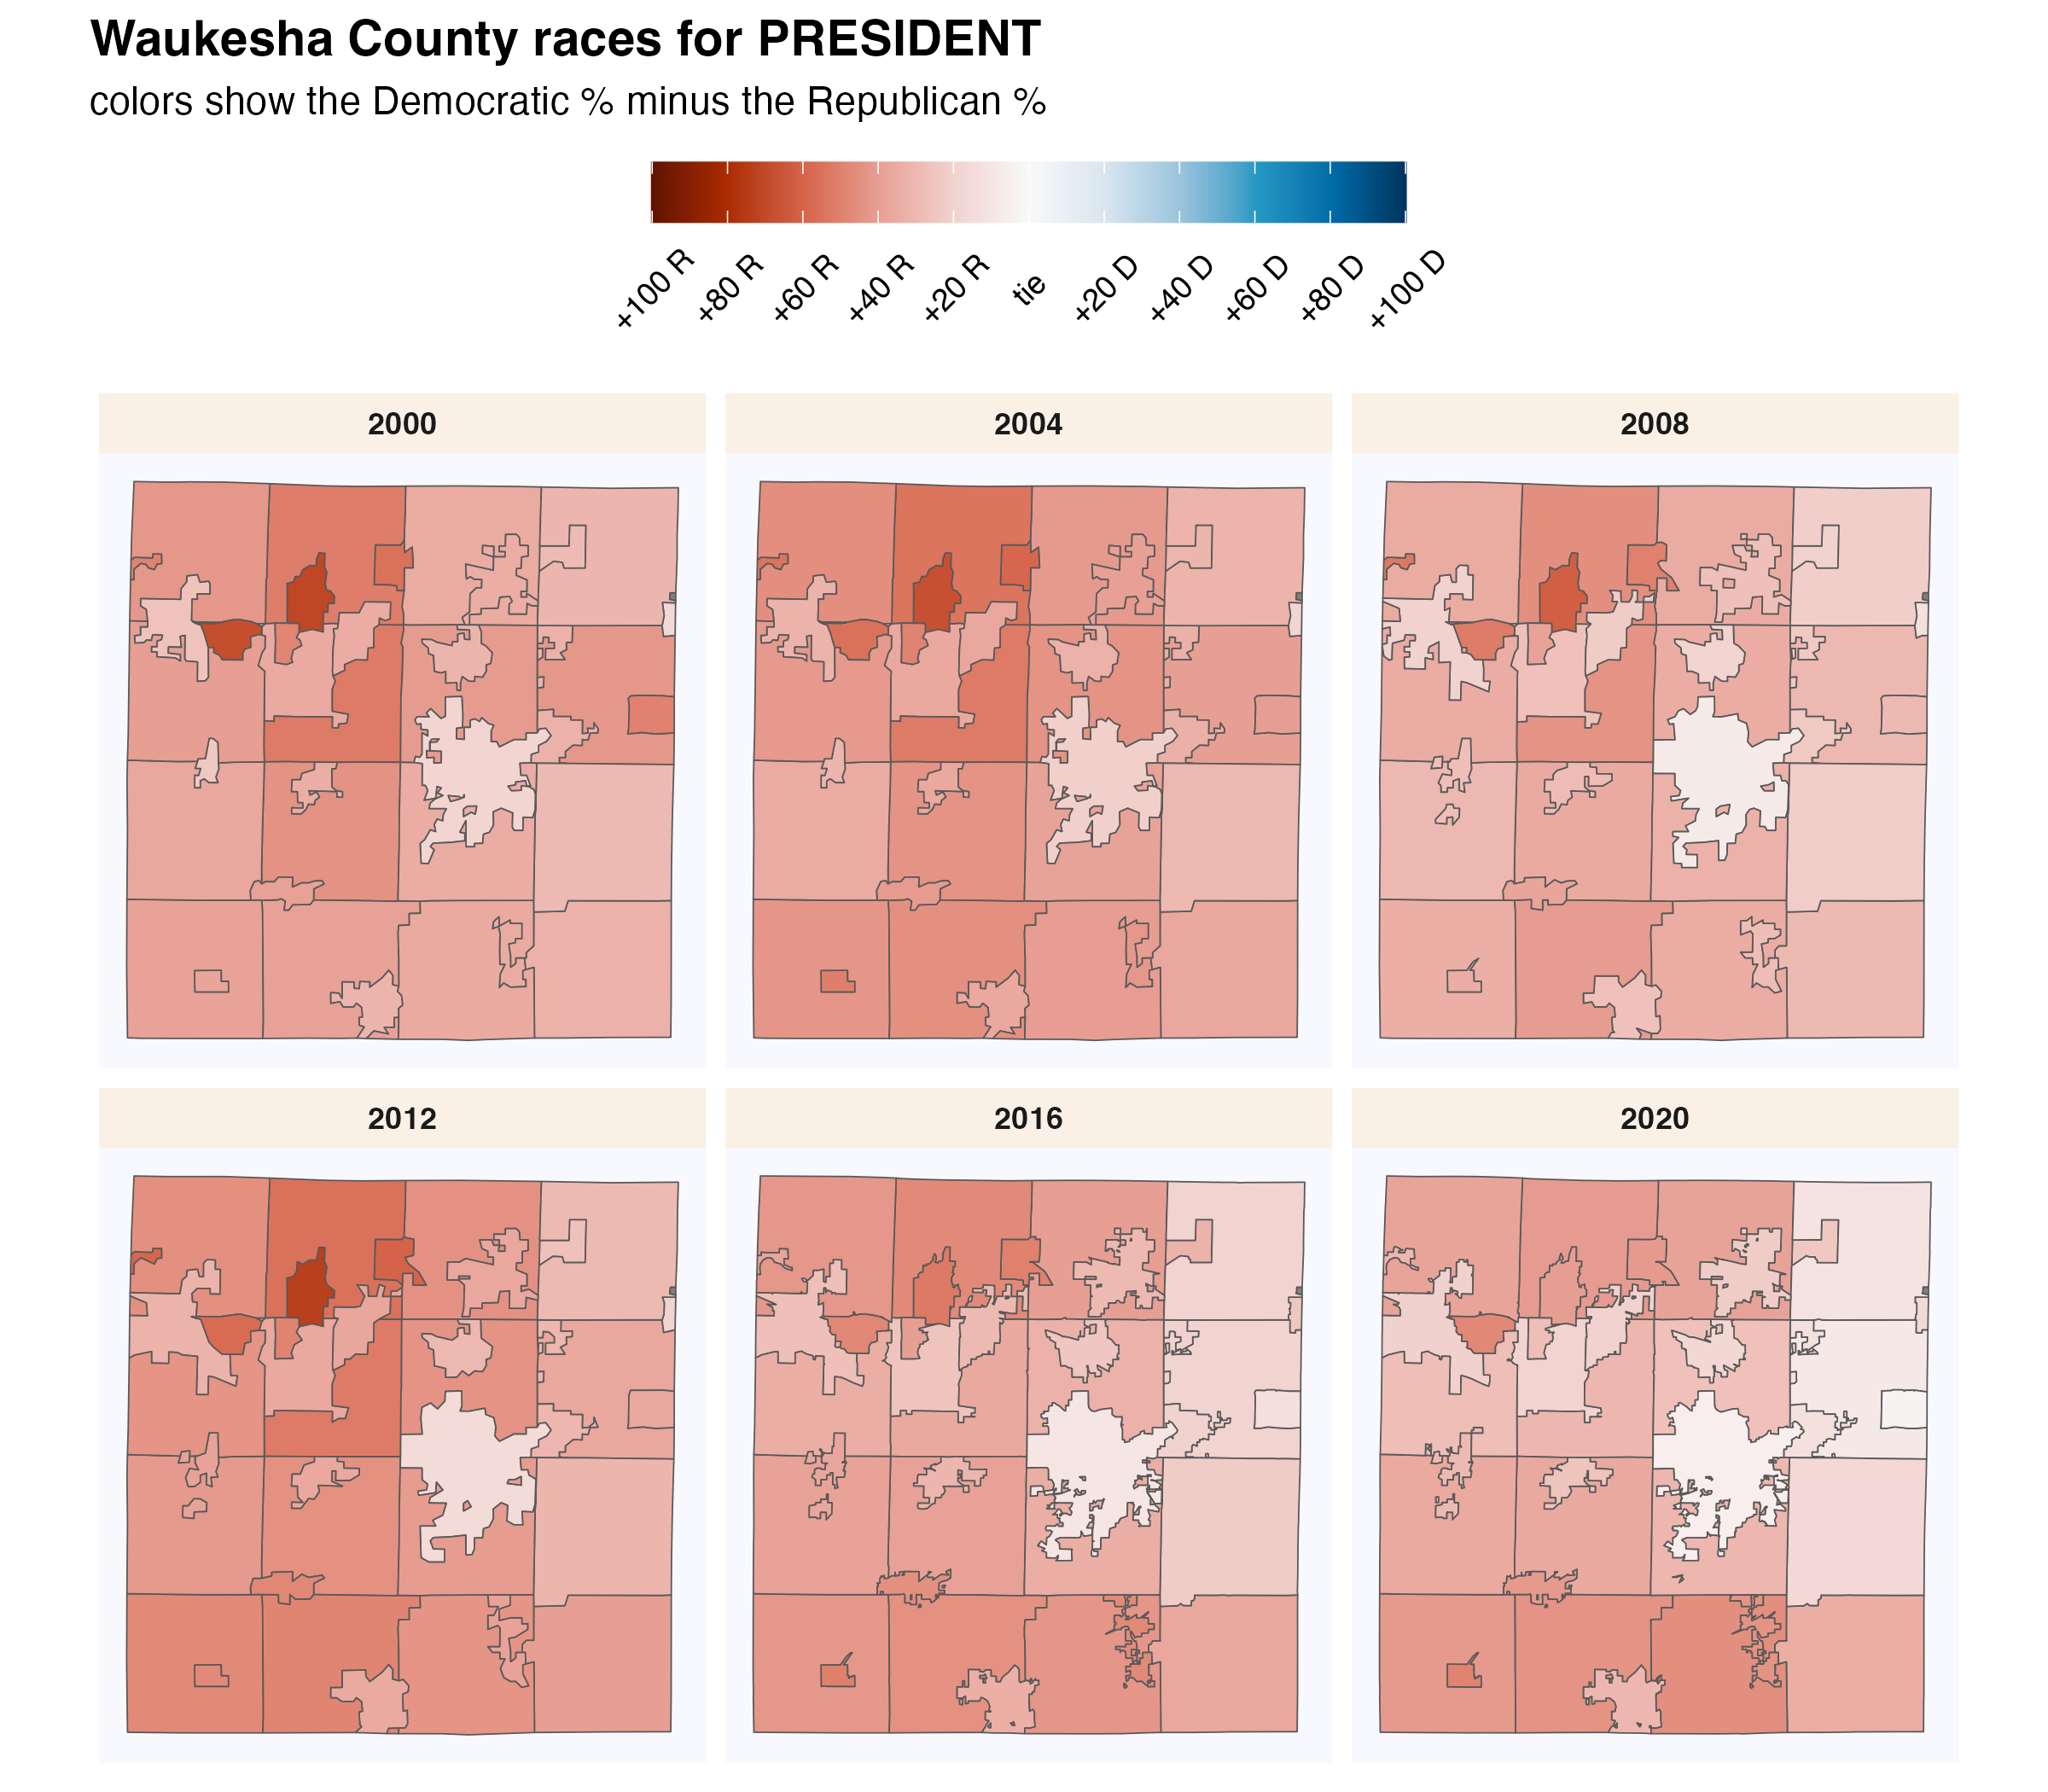 Waukesha County races for PRESIDENT
colors show the Democratic % minus the Republican %
+100 R
+80 R
+60 R
+40 R
+20 R
tie
+20 D
+40 D
+60 D
+80 D
+100 D
2000
2004
2008
2012
2016
2020